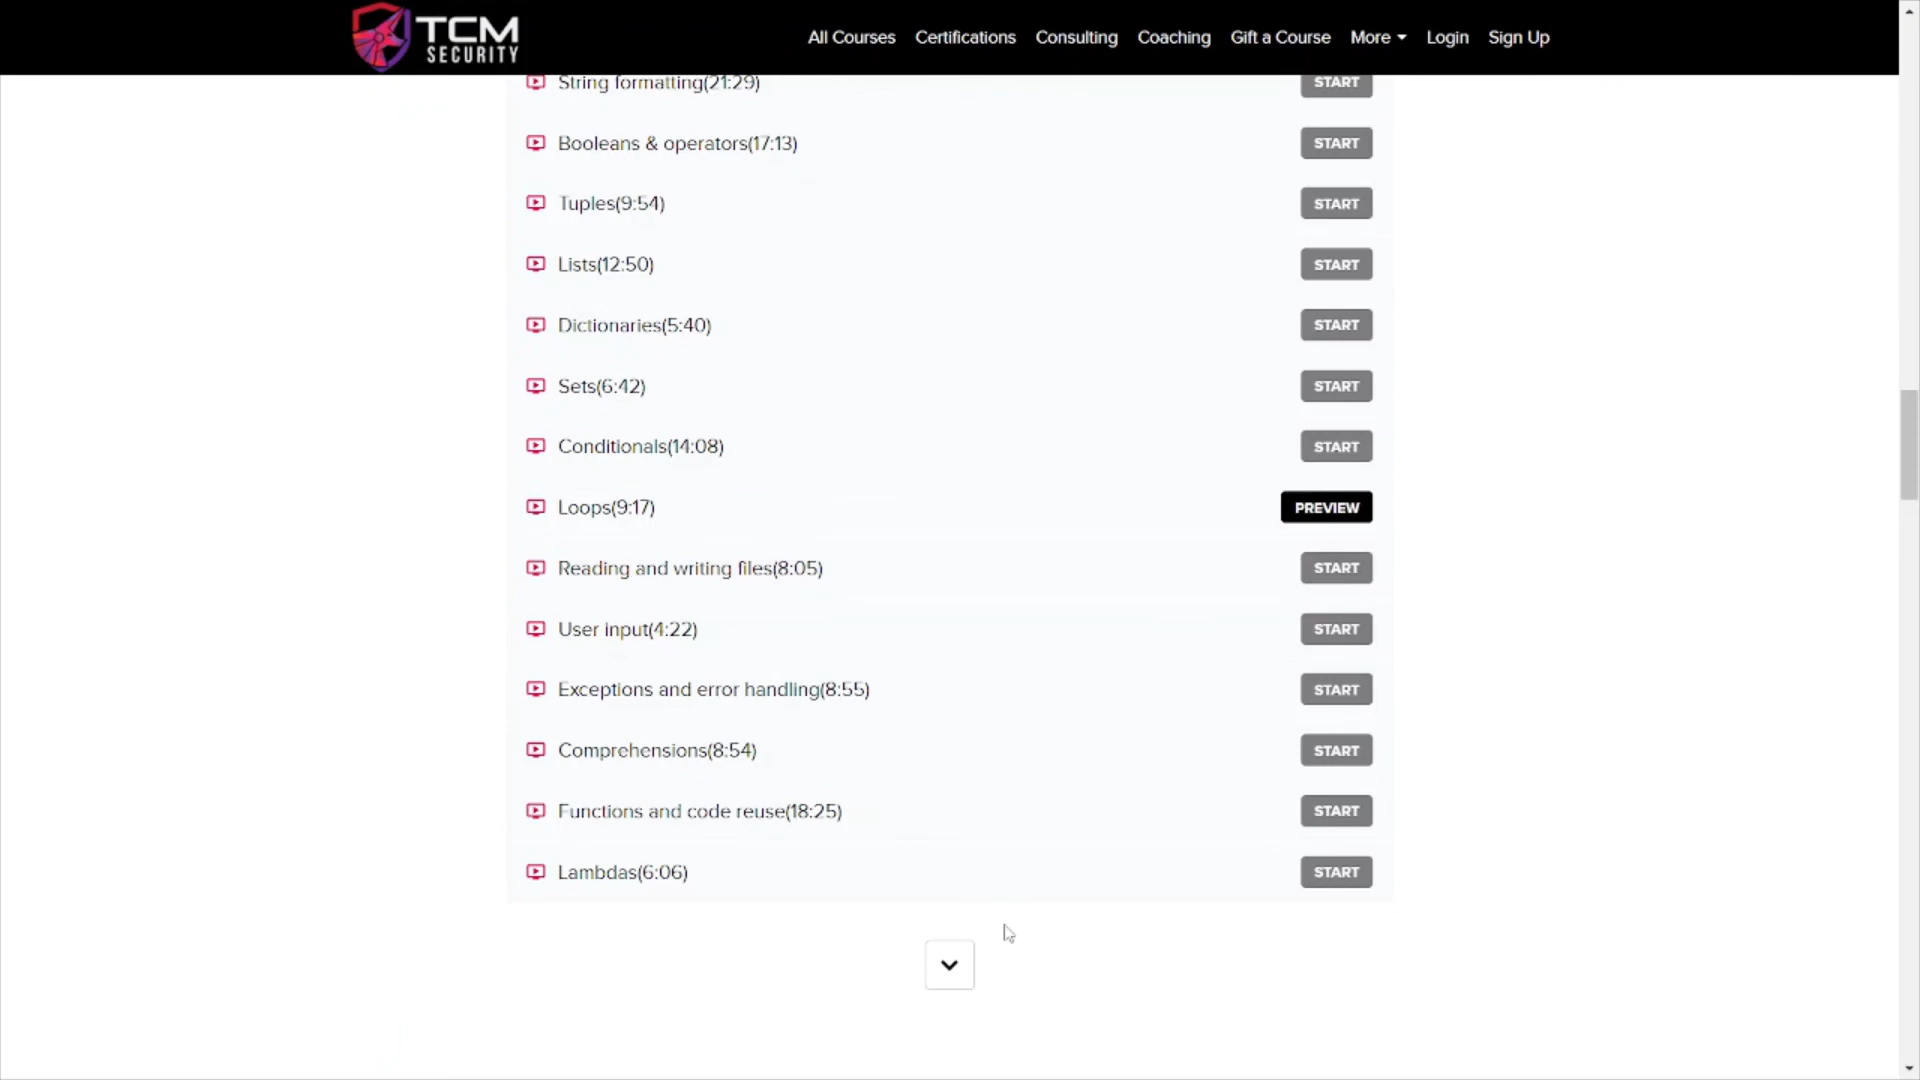 TCM
SECURITY
All Courses Certifications Consulting Coaching Gift a Course More Login Sign Up
String formatting(21:29) START
Booleans & operators(17:13) START
Tuples(9:54) START
Lists(12:50) START
Dictionaries(5:40) START
Sets(6:42) START
Conditionals(14:08) START
Loops(9:17) PREVIEW
Reading and writing files(8:05) START
User input(4:22) START
Exceptions and error handling(8:55) START
Comprehensions(8:54) START
Functions and code reuse(18:25) START
Lambdas(6:06) START